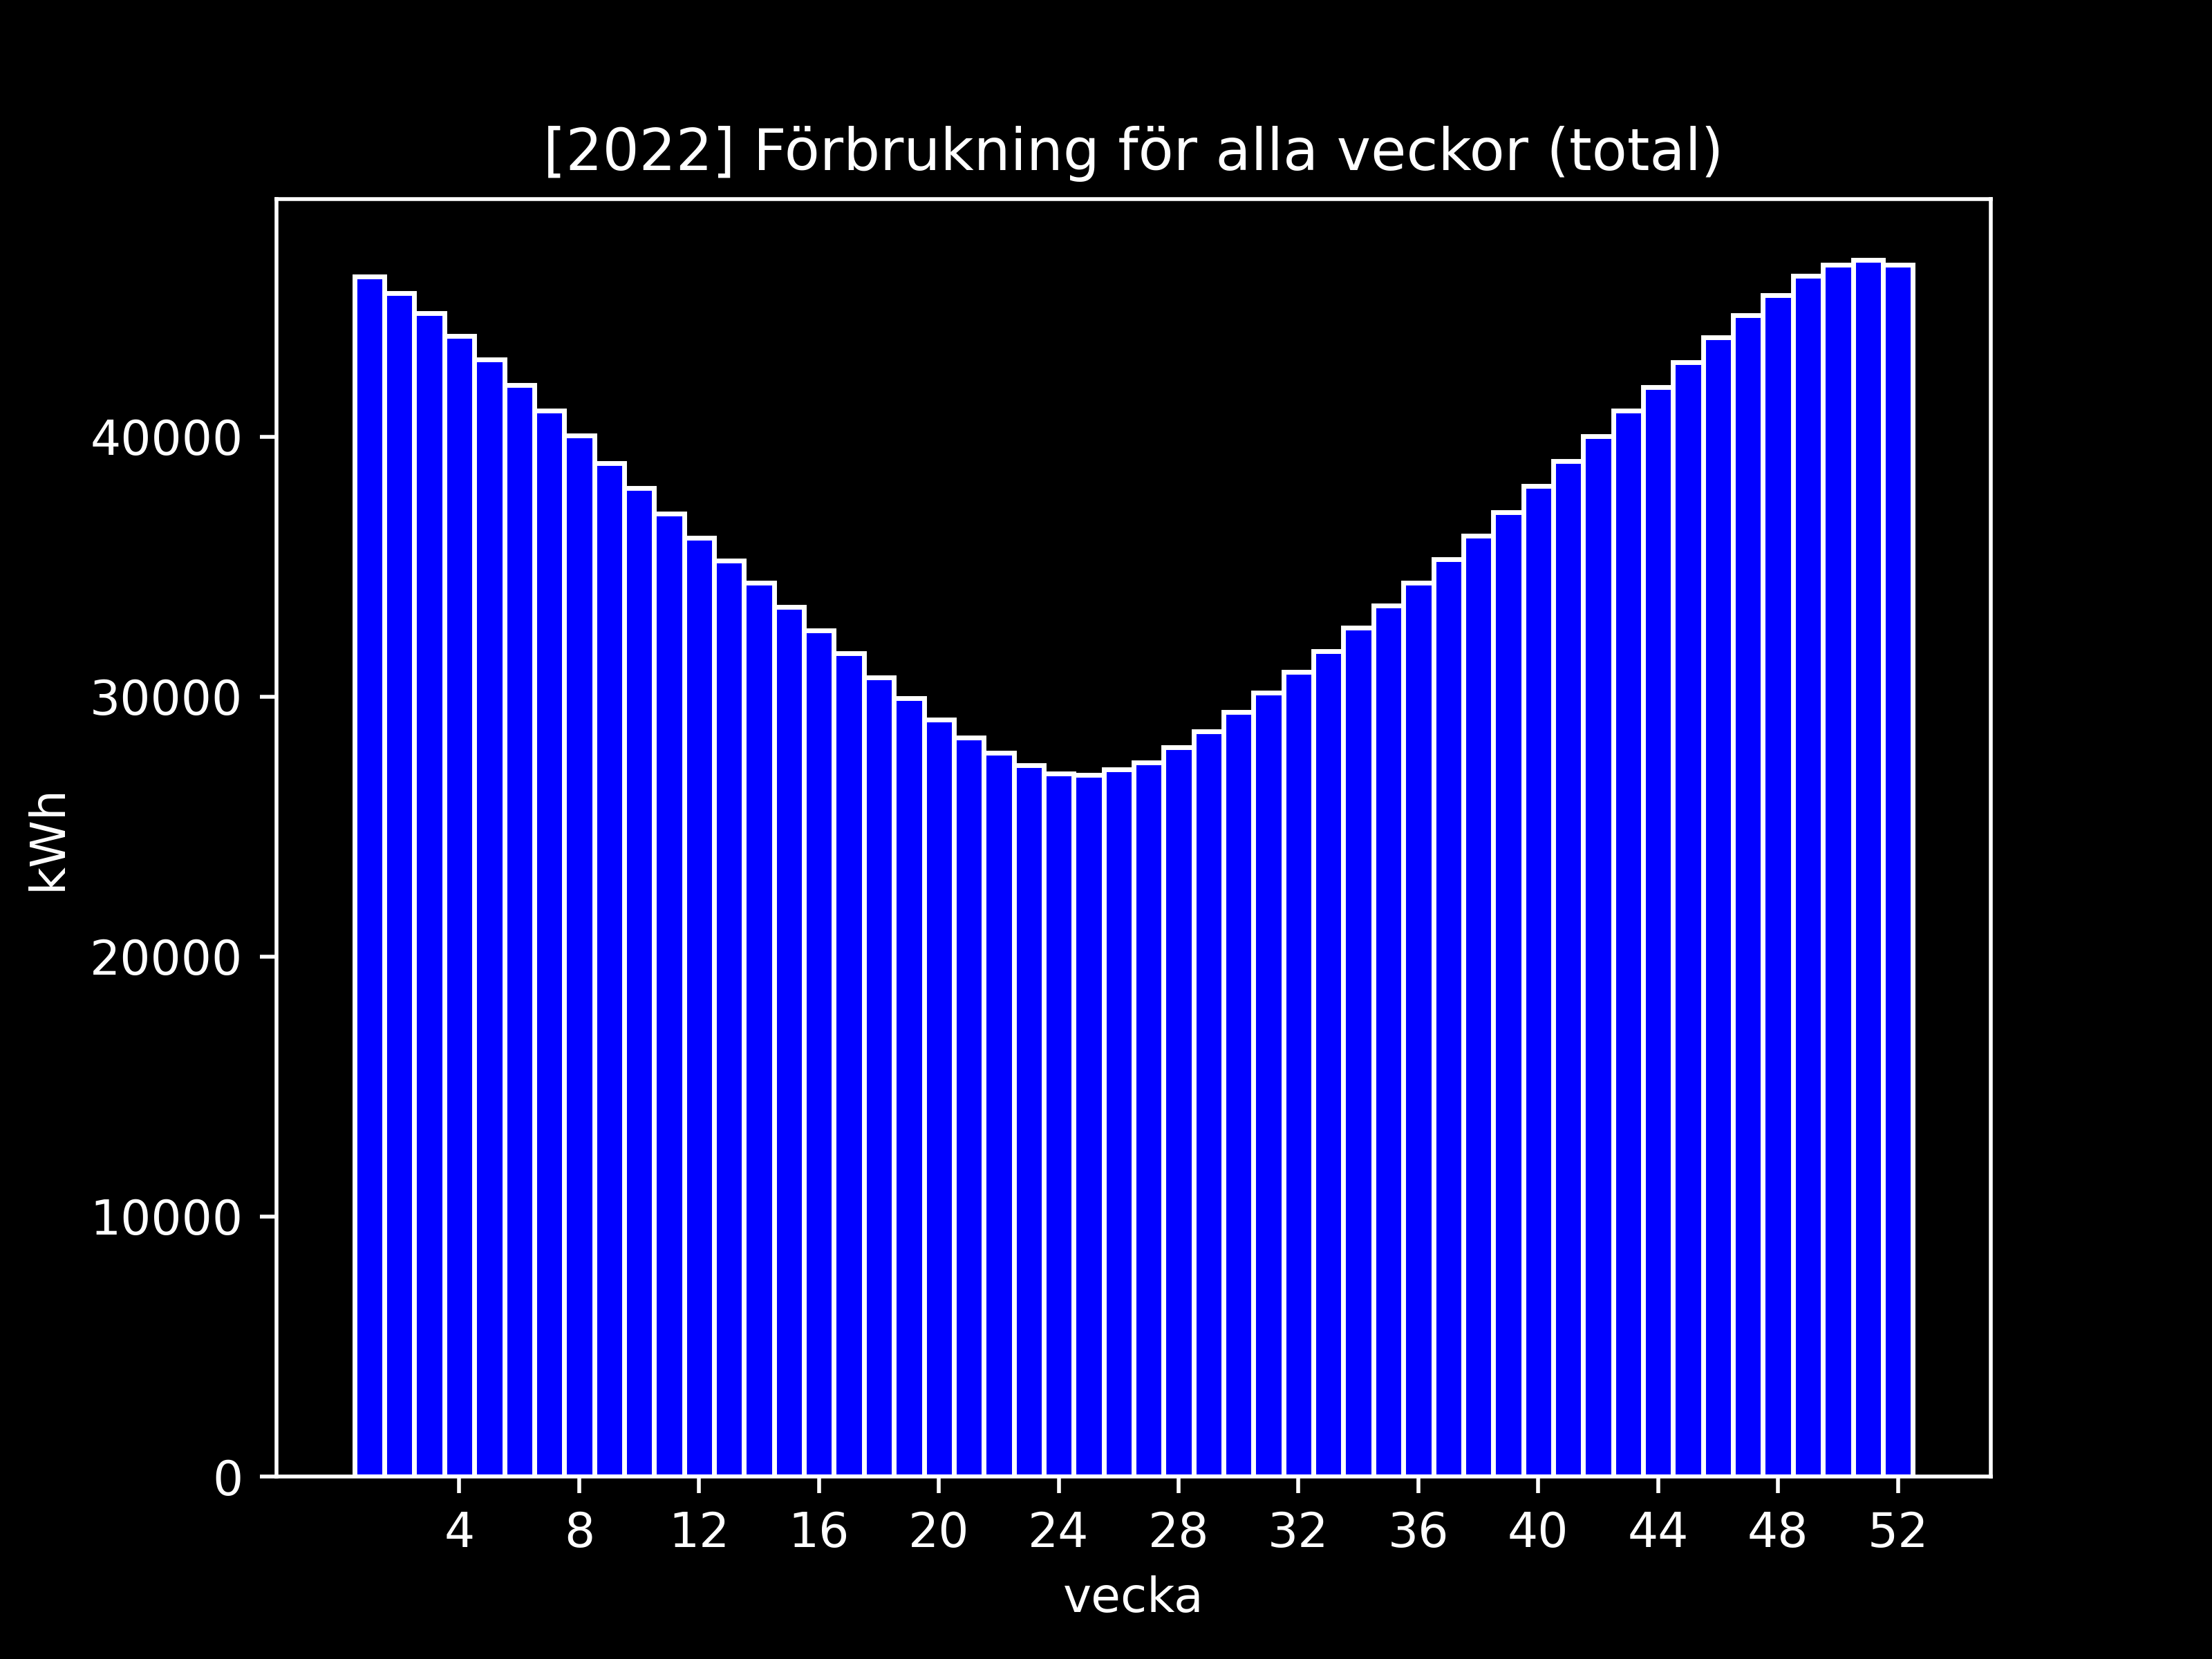 [2022] Förbrukning för alla veckor (total)
kWh
40000
30000
20000
10000
0
4 8 12 16 20 24 28 32 36 40 44 48 52
vecka